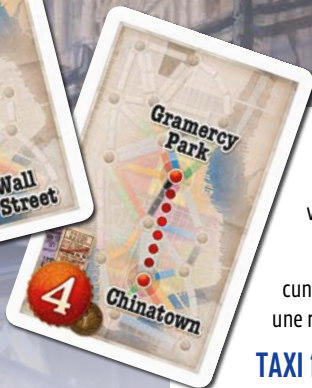 Gramercy
Park
Wall
Street
v
cun
une r
4
Chinatown
TAXI